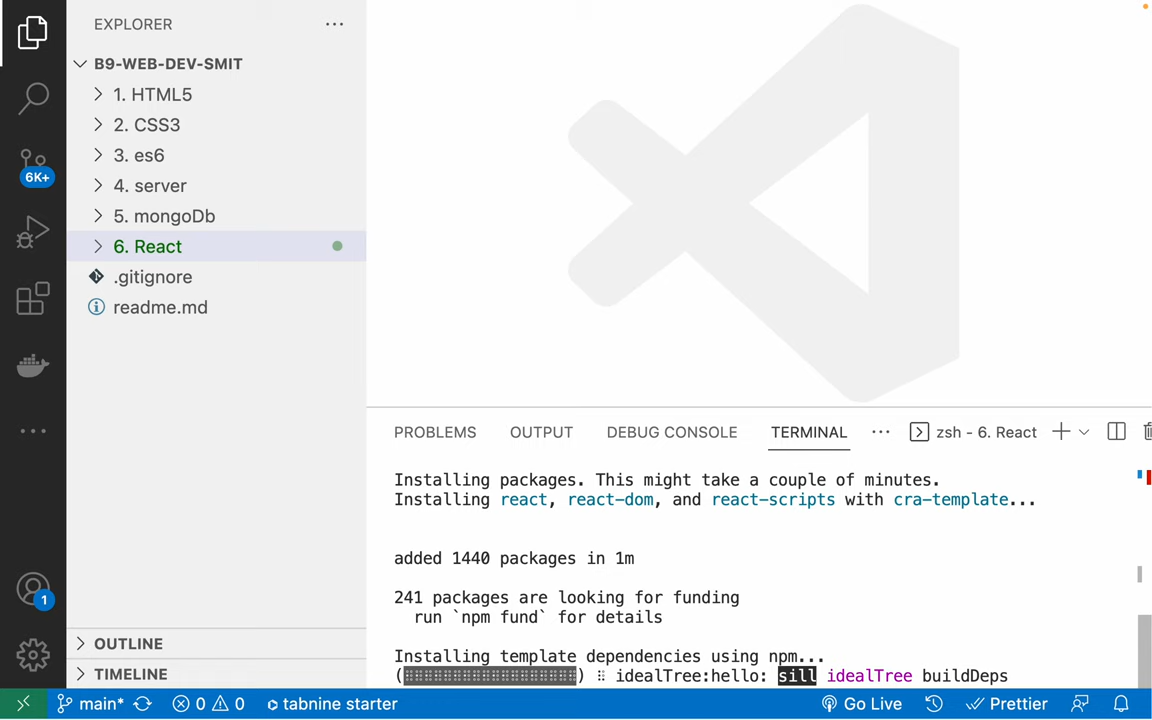 EXPLORER
B9-WEB-DEV-SMIT
1. HTML5
2. CSS3
3. es6
4. server
5. mongoDb
6. React
.gitignore
readme.md
OUTLINE
TIMELINE
6K+
1
PROBLEMS OUTPUT DEBUG CONSOLE TERMINAL zsh - 6. React
Installing packages. This might take a couple of minutes.
Installing react, react-dom, and react-scripts with cra-template...
added 1440 packages in 1m
241 packages are looking for funding
run `npm fund` for details
Installing template dependencies using npm...
(⠿⠿⠿⠿⠿⠿⠿⠿⠿⠿⠿⠿⠿⠿⠿⠿⠿⠿) ⠿ idealTree:hello: sill idealTree buildDeps
main* 0 0 tabnine starter Go Live Prettier